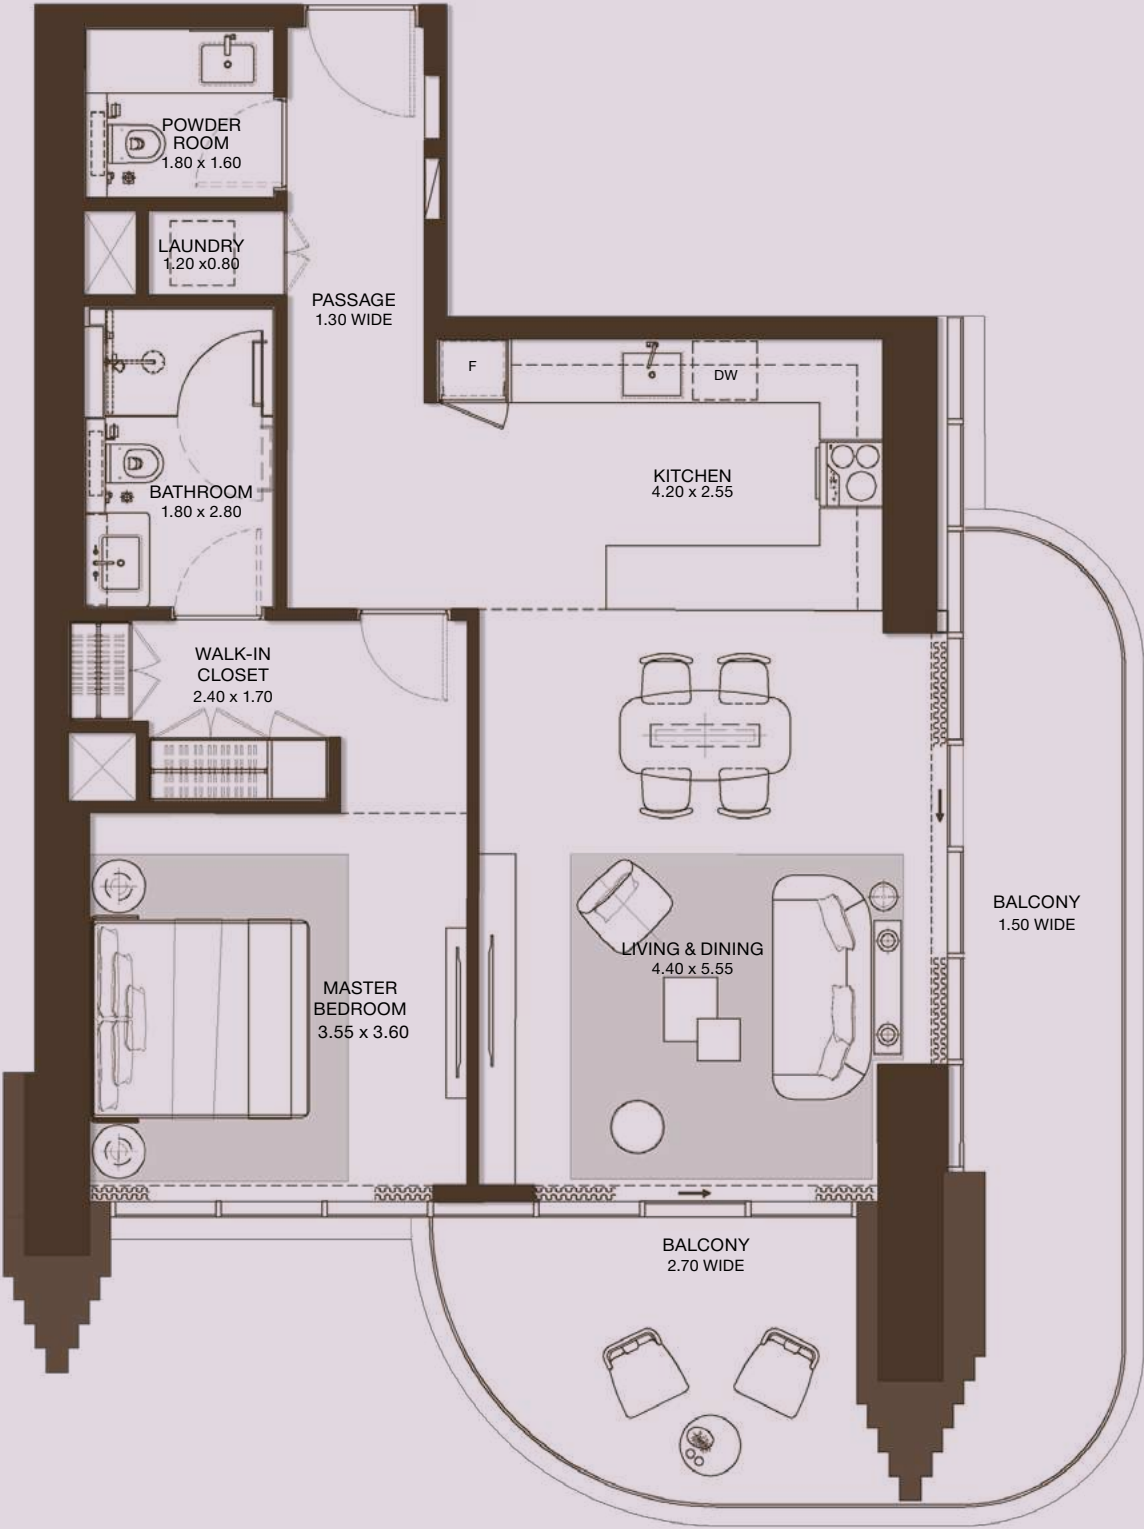 POWDER
ROOM
1.80 x 1.60
LAUNDRY
1.20 x0.80
PASSAGE
1.30 WIDE
F
DW
KITCHEN
4.20 x 2.55
BATHROOM
1.80 x 2.80
WALK-IN
CLOSET
2.40 x 1.70
BALCONY
1.50 WIDE
LIVING & DINING
4.40 x 5.55
MASTER
BEDROOM
3.55 x 3.60
BALCONY
2.70 WIDE